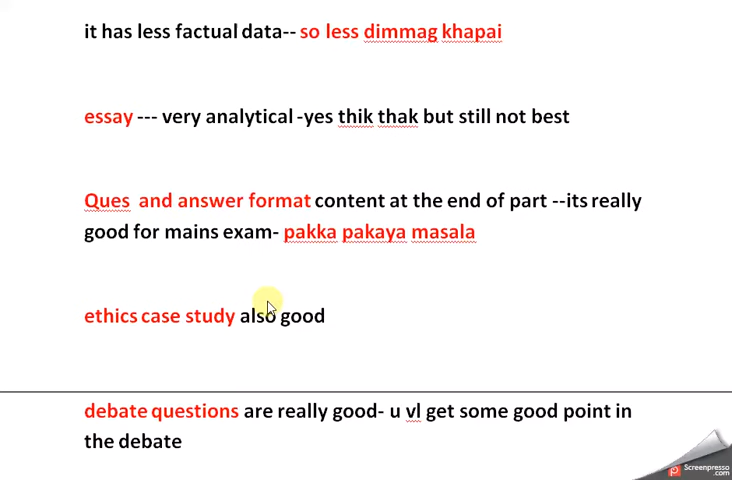 it has less factual data-- so less dimmag khapai
essay --- very analytical -yes thik thak but still not best
Ques  and answer format content at the end of part --its really
good for mains exam- pakka pakaya masala
ethics case study also good
debate questions are really good- u vl get some good point in
the debate
Screenpresso
.com